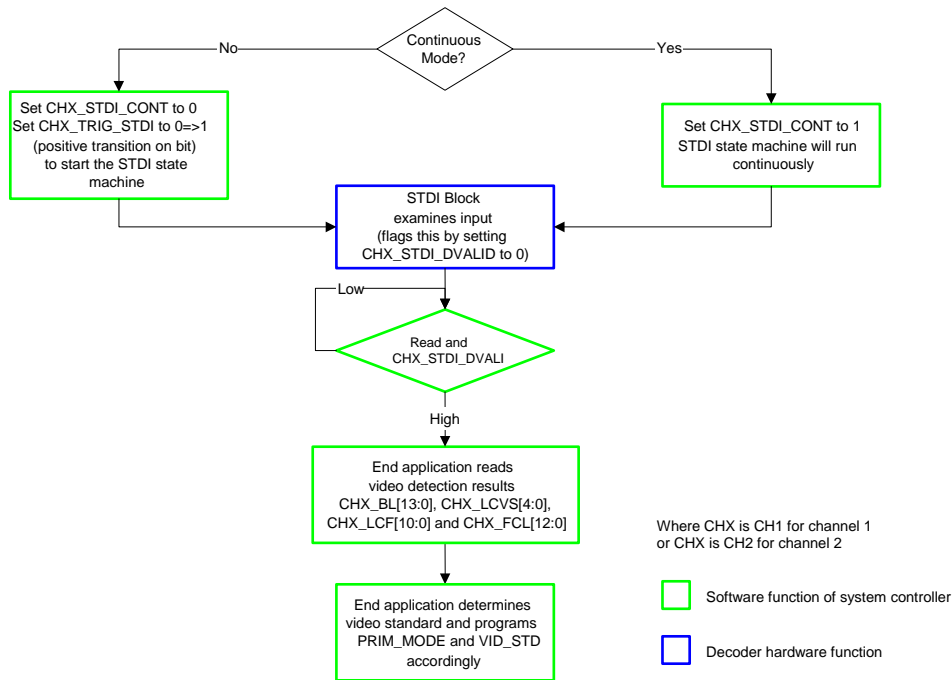 Continuous
Mode?
No
Yes
Set CHX_STDI_CONT to 0
Set CHX_TRIG_STDI to 0=>1
(positive transition on bit)
to start the STDI state
machine
Set CHX_STDI_CONT to 1
STDI state machine will run
continuously
STDI Block
examines input
(flags this by setting
CHX_STDI_DVALID to 0)
Low
Read and
CHX_STDI_DVALI
High
End application reads
video detection results
CHX_BL[13:0], CHX_LCVS[4:0],
CHX_LCF[10:0] and CHX_FCL[12:0]
Where CHX is CH1 for channel 1
or CHX is CH2 for channel 2
End application determines
video standard and programs
PRIM_MODE and VID_STD
accordingly
Software function of system controller
Decoder hardware function